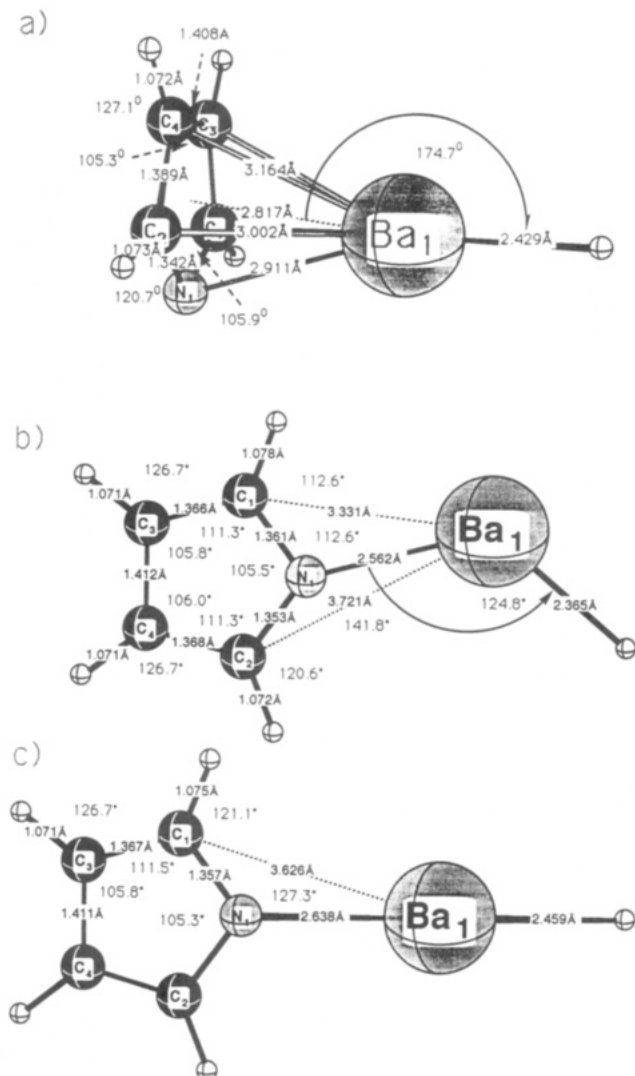 a)
1.408Å
1.072Å
127.1⁰
C₄
C₃
105.3⁰
1.389Å
3.164Å
174.7⁰
2.817Å
3.002Å
Ba₁
2.429Å
1.073Å
1.342Å
2.911Å
120.7⁰
N₁
105.9⁰
b)
1.078Å
126.7°
112.6°
1.071Å
1.366Å
C₁
3.331Å
C₃
111.3°
1.361Å
112.6°
Ba₁
105.8°
105.5°
N₁
2.562Å
1.412Å
106.0°
3.721Å
124.8°
2.365Å
111.3°
1.353Å
141.8°
C₄
1.368Å
C₂
1.071Å
126.7°
120.6°
1.072Å
c)
1.075Å
126.7°
121.1°
1.071Å
1.367Å
C₁
C₃
111.5°
3.626Å
1.357Å
105.8°
127.3°
1.411Å
105.3°
N₁
2.638Å
Ba₁
2.459Å
C₄
C₂